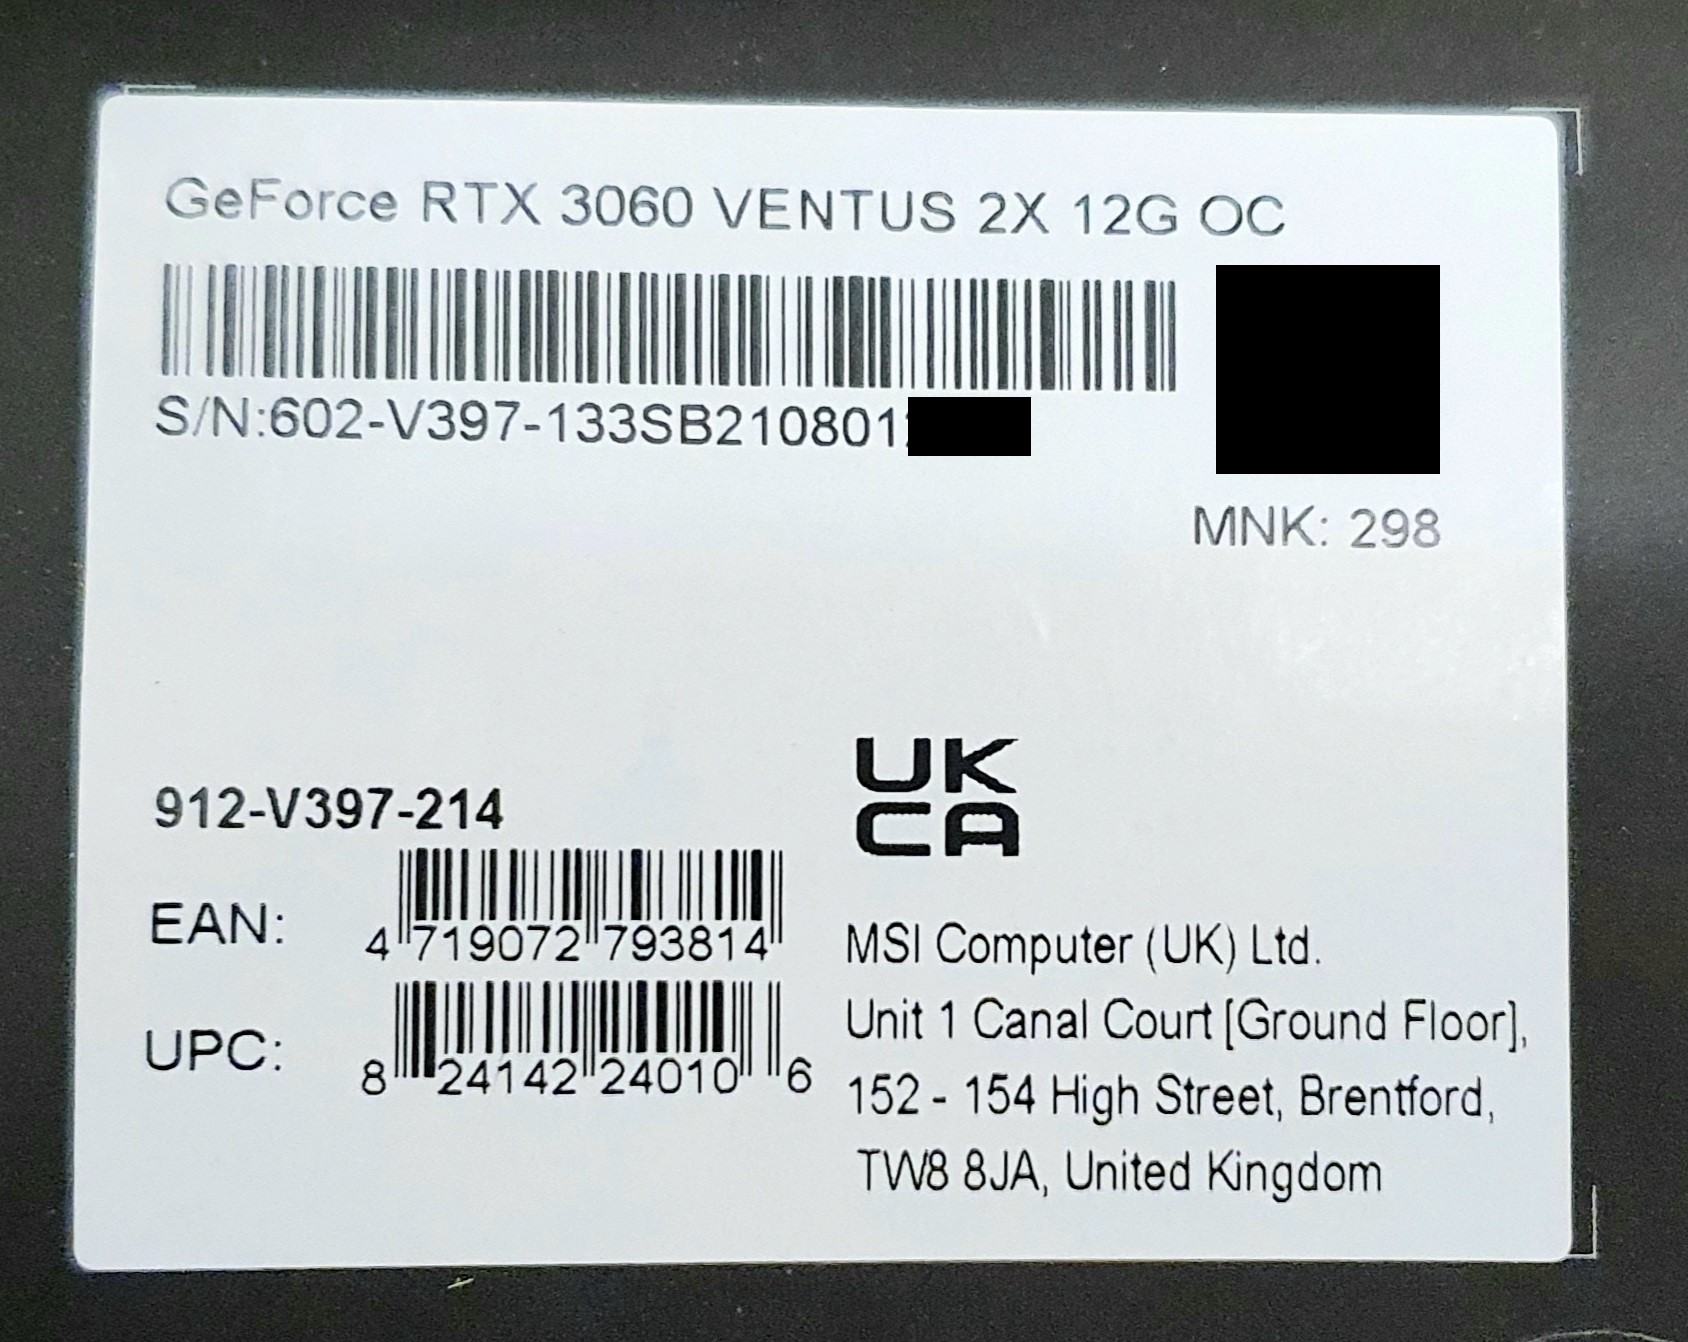 GeForce RTX 3060 VENTUS 2X 12G OC
S/N:602-V397-133SB210801
MNK: 298
912-V397-214
EAN:
4 719072 793814
UPC:
8 24142 24010 6
UK
CA
MSI Computer (UK) Ltd.
Unit 1 Canal Court [Ground Floor],
152 - 154 High Street, Brentford,
TW8 8JA, United Kingdom